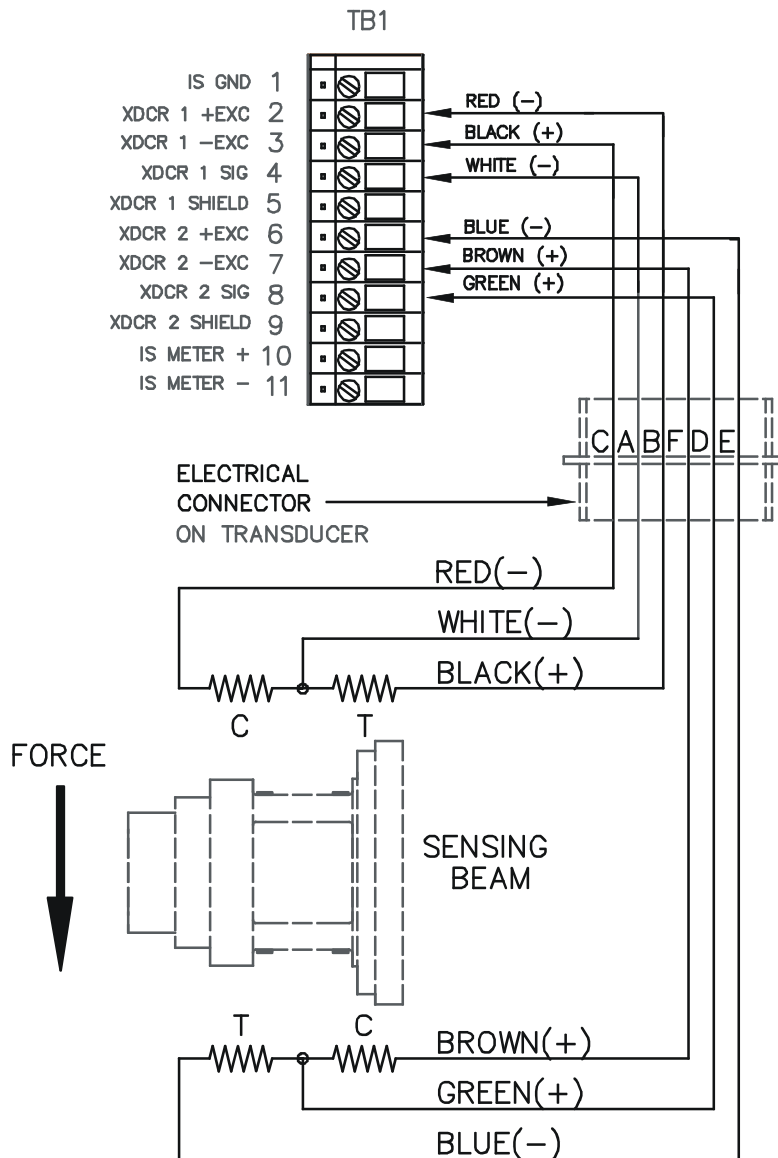 TB1
IS GND 1
XDCR 1 +EXC 2
XDCR 1 −EXC 3
XDCR 1 SIG 4
XDCR 1 SHIELD 5
XDCR 2 +EXC 6
XDCR 2 −EXC 7
XDCR 2 SIG 8
XDCR 2 SHIELD 9
IS METER + 10
IS METER − 11
RED (−)
BLACK (+)
WHITE (−)
BLUE (−)
BROWN (+)
GREEN (+)
C A B F D E
ELECTRICAL
CONNECTOR
ON TRANSDUCER
RED(−)
WHITE(−)
BLACK(+)
C T
FORCE
SENSING
BEAM
T C
BROWN(+)
GREEN(+)
BLUE(−)